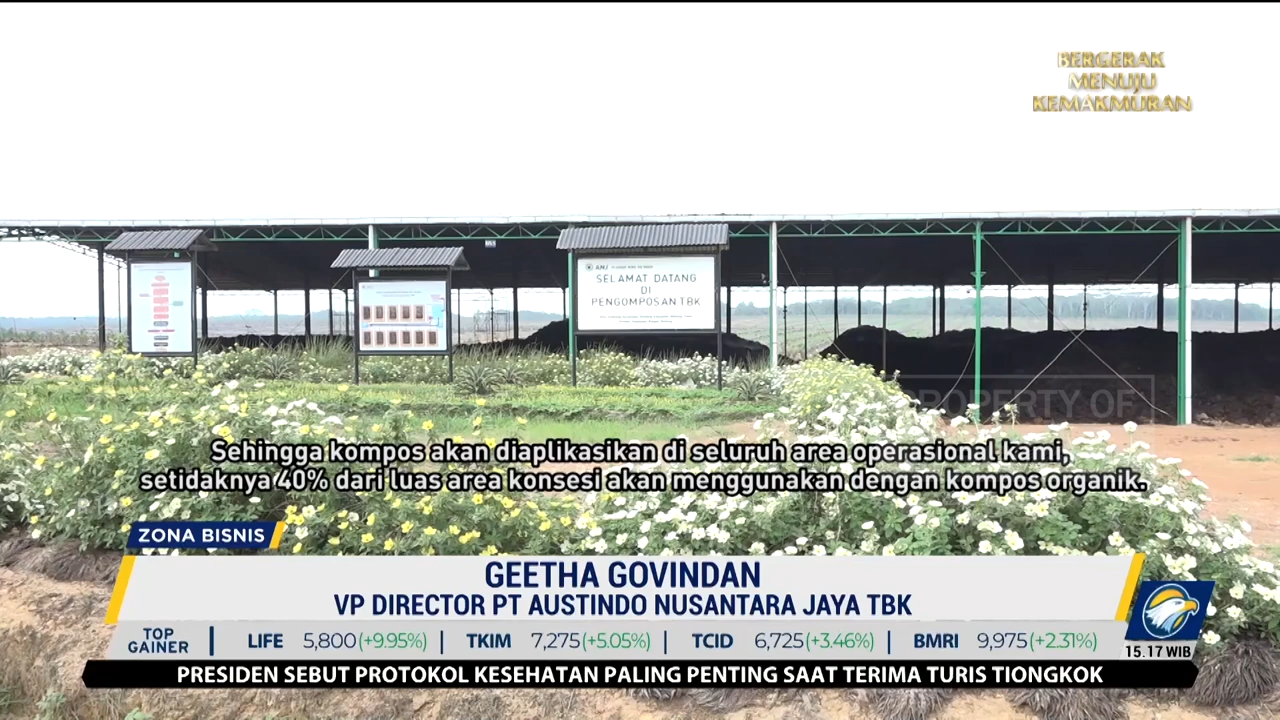 BERGERAK
MENUJU
KEMAKMURAN
ANJ
SELAMAT DATANG
DI
PENGOMPOSAN TBK
PROPERTY OF
Sehingga kompos akan diaplikasikan di seluruh area operasional kami,
setidaknya 40% dari luas area konsesi akan menggunakan dengan kompos organik.
ZONA BISNIS
GEETHA GOVINDAN
VP DIRECTOR PT AUSTINDO NUSANTARA JAYA TBK
TOP GAINER LIFE 5,800 (+9.95%) | TKIM 7,275 (+5.05%) | TCID 6,725 (+3.46%) | BMRI 9,975 (+2.31%)
15.17 WIB
PRESIDEN SEBUT PROTOKOL KESEHATAN PALING PENTING SAAT TERIMA TURIS TIONGKOK